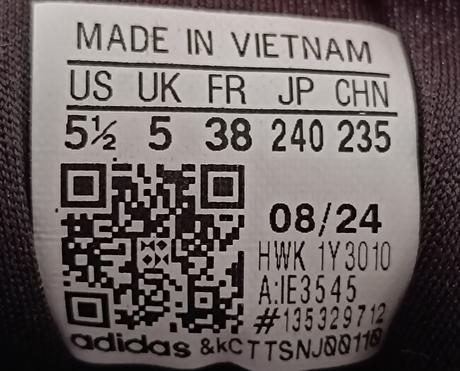 MADE IN VIETNAM
US UK FR JP CHN
5½ 5 38 240 235
08/24
HWK 1Y3010
A:IE3545
#135329712
adidas &kCTTSNJ00110